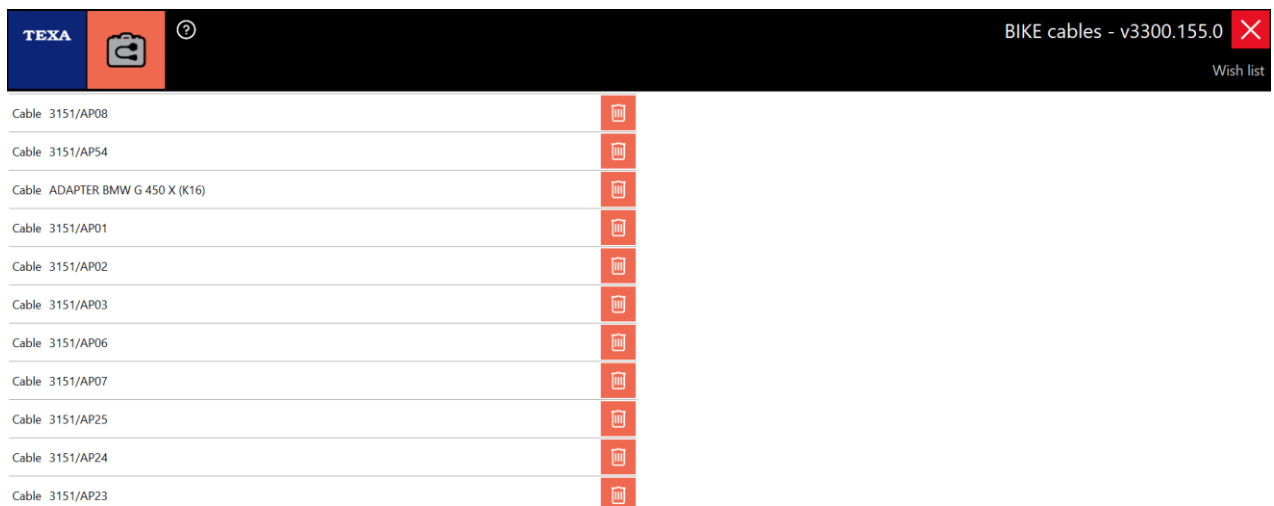 TEXA
?
BIKE cables - v3300.155.0
Wish list
Cable 3151/AP08
Cable 3151/AP54
Cable ADAPTER BMW G 450 X (K16)
Cable 3151/AP01
Cable 3151/AP02
Cable 3151/AP03
Cable 3151/AP06
Cable 3151/AP07
Cable 3151/AP25
Cable 3151/AP24
Cable 3151/AP23